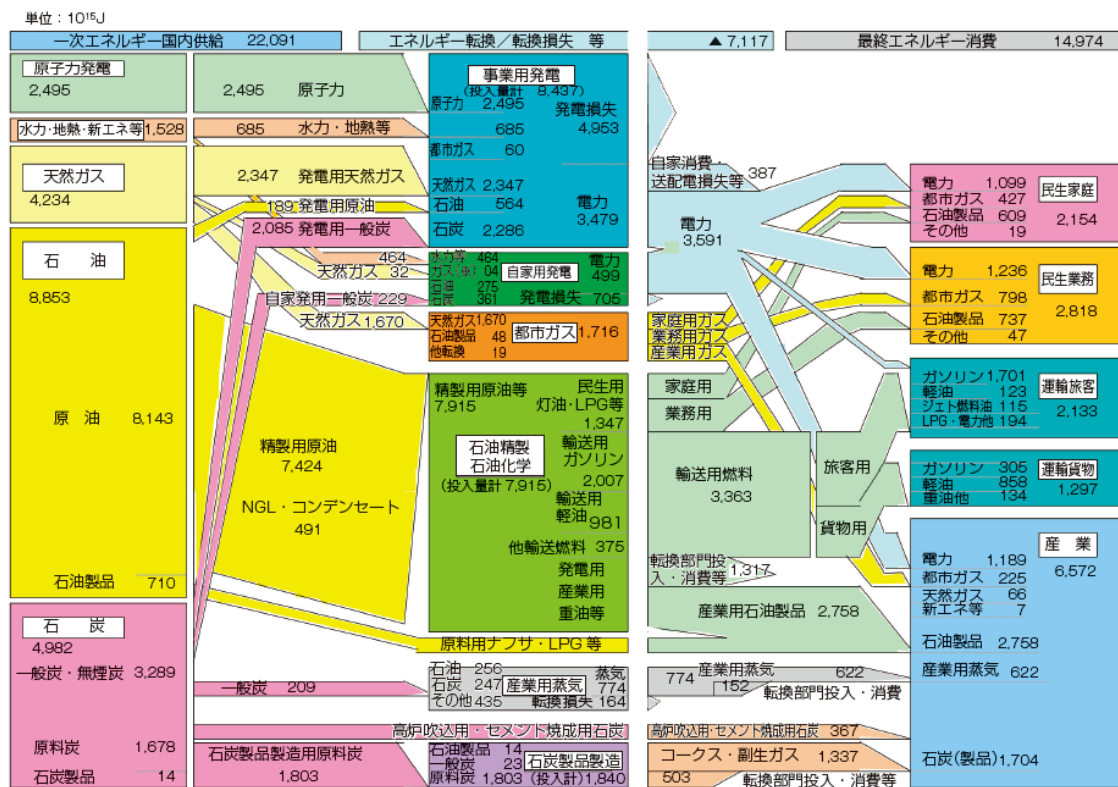 単位：10¹⁵J
一次エネルギー国内供給 22,091
エネルギー転換／転換損失 等 ▲7,117
最終エネルギー消費 14,974
原子力発電
2,495
水力・地熱・新エネ等 1,528
天然ガス
4,234
石 油
8,853
原 油 8,143
石油製品 710
石 炭
4,982
一般炭・無煙炭 3,289
原料炭 1,678
石炭製品 14
2,495 原子力
685 水力・地熱等
2,347 発電用天然ガス
189 発電用原油
2,085 発電用一般炭
464
天然ガス 32
自家発用一般炭 229
天然ガス 1,670
精製用原油
7,424
NGL・コンデンセート
491
原料用ナフサ・LPG 等
一般炭 209
高炉吹込用・セメント焼成用石炭
石炭製品製造用原料炭
1,803
事業用発電
(投入量計 8,437)
原子力 2,495
685
都市ガス 60
天然ガス 2,347
石油 564
石炭 2,286
発電損失
4,953
電力
3,479
水力等 464
ガス(※) 04
石油 275
石炭 361
自家用発電
電力
499
発電損失 705
天然ガス1,670
石油製品 48
他転換 19
都市ガス 1,716
精製用原油等
7,915
石油精製
石油化学
(投入量計 7,915)
民生用
灯油・LPG等
1,347
輸送用
ガソリン
2,007
輸送用
軽油 981
他輸送燃料 375
発電用
産業用
重油等
石油 256
石炭 247
その他 435
産業用蒸気
蒸気
774
転換損失 164
石油製品 14
一般炭 23
原料炭 1,803 (投入計) 1,840
石炭製品製造
自家消費・
送配電損失等 387
電力
3,591
家庭用ガス
業務用ガス
産業用ガス
家庭用
業務用
輸送用燃料
3,363
旅客用
貨物用
転換部門投
入・消費等 1,317
産業用石油製品 2,758
774
産業用蒸気 622
152
転換部門投入・消費
高炉吹込用・セメント焼成用石炭 367
コークス・副生ガス 1,337
503
転換部門投入・消費等
電力 1,099
都市ガス 427
石油製品 609
その他 19
民生家庭
2,154
電力 1,236
都市ガス 798
石油製品 737
その他 47
民生業務
2,818
ガソリン 1,701
軽油 123
ジェト燃料油 115
LPG・電力他 194
運輸旅客
2,133
ガソリン 305
軽油 858
重油他 134
運輸貨物
1,297
産 業
6,572
電力 1,189
都市ガス 225
天然ガス 66
新エネ等 7
石油製品 2,758
産業用蒸気 622
石炭(製品) 1,704